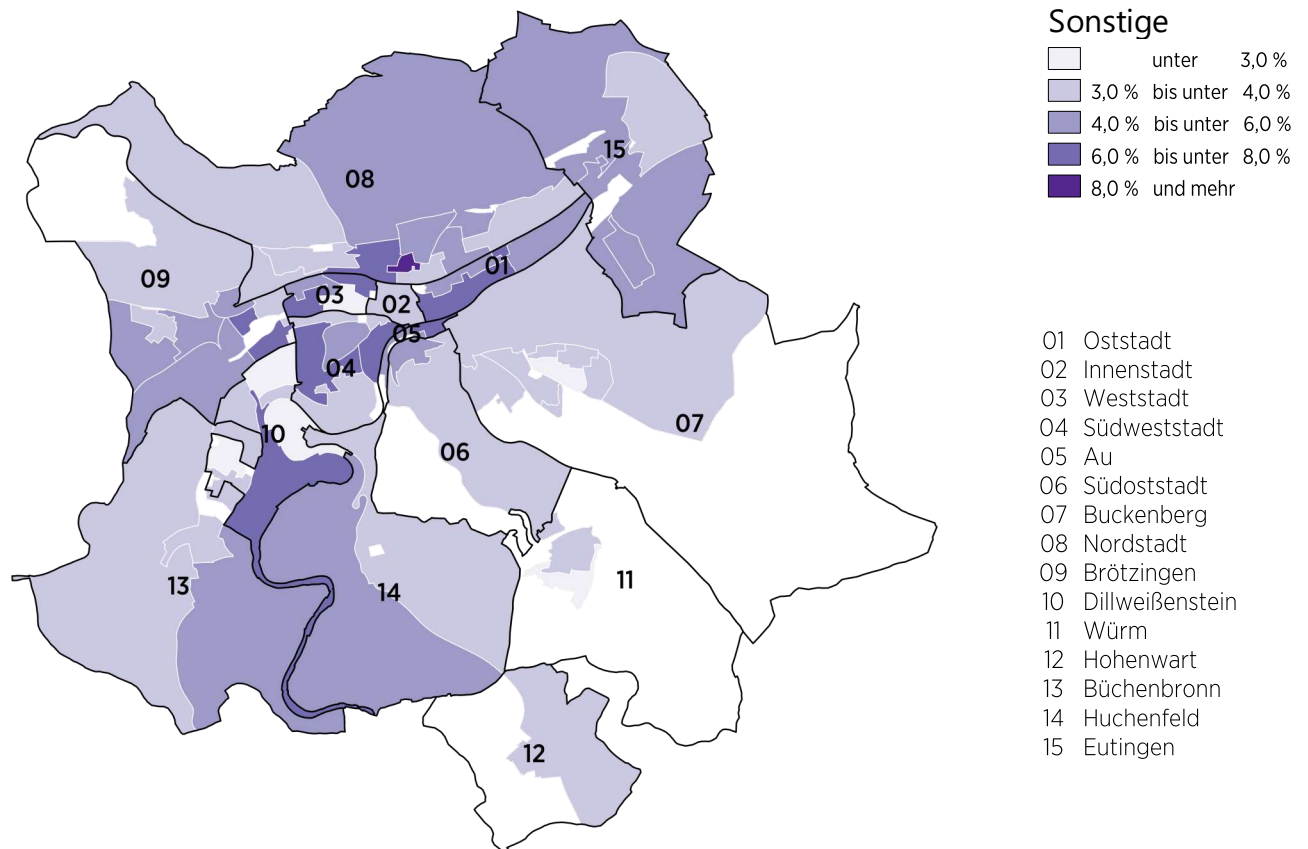 Sonstige
unter 3,0 %
3,0 % bis unter 4,0 %
4,0 % bis unter 6,0 %
6,0 % bis unter 8,0 %
8,0 % und mehr
15
08
01
09
03
02
05
04
07
10
06
11
13
14
12
01 Oststadt
02 Innenstadt
03 Weststadt
04 Südweststadt
05 Au
06 Südoststadt
07 Buckenberg
08 Nordstadt
09 Brötzingen
10 Dillweißenstein
11 Würm
12 Hohenwart
13 Büchenbronn
14 Huchenfeld
15 Eutingen